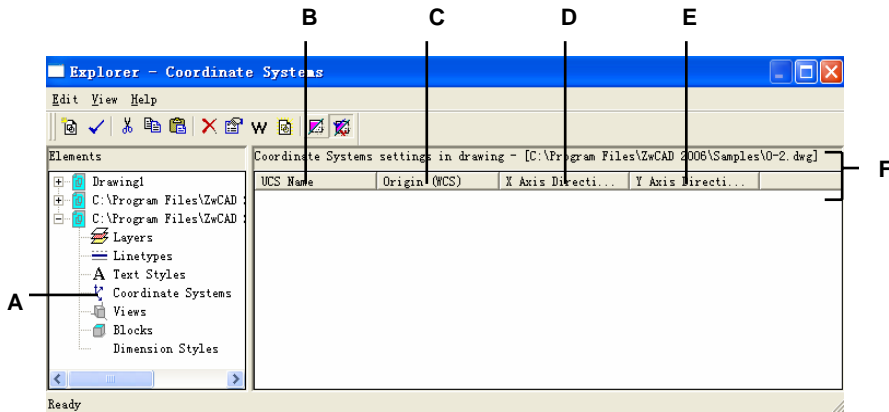 B C D E
Explorer - Coordinate Systems
Edit View Help
Elements
Coordinate Systems settings in drawing - [C:\Program Files\ZwCAD 2006\Samples\0-2.dwg]
F
UCS Name Origin (WCS) X Axis Directi... Y Axis Directi...
Drawing1
C:\Program Files\ZwCAD
C:\Program Files\ZwCAD
Layers
Linetypes
A Text Styles
A
Coordinate Systems
Views
Blocks
Dimension Styles
Ready